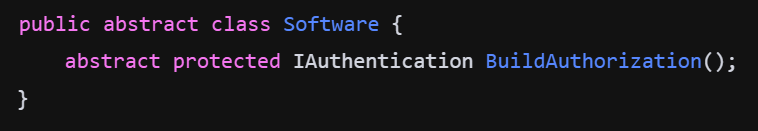 public abstract class Software {
    abstract protected IAuthentication BuildAuthorization();
}